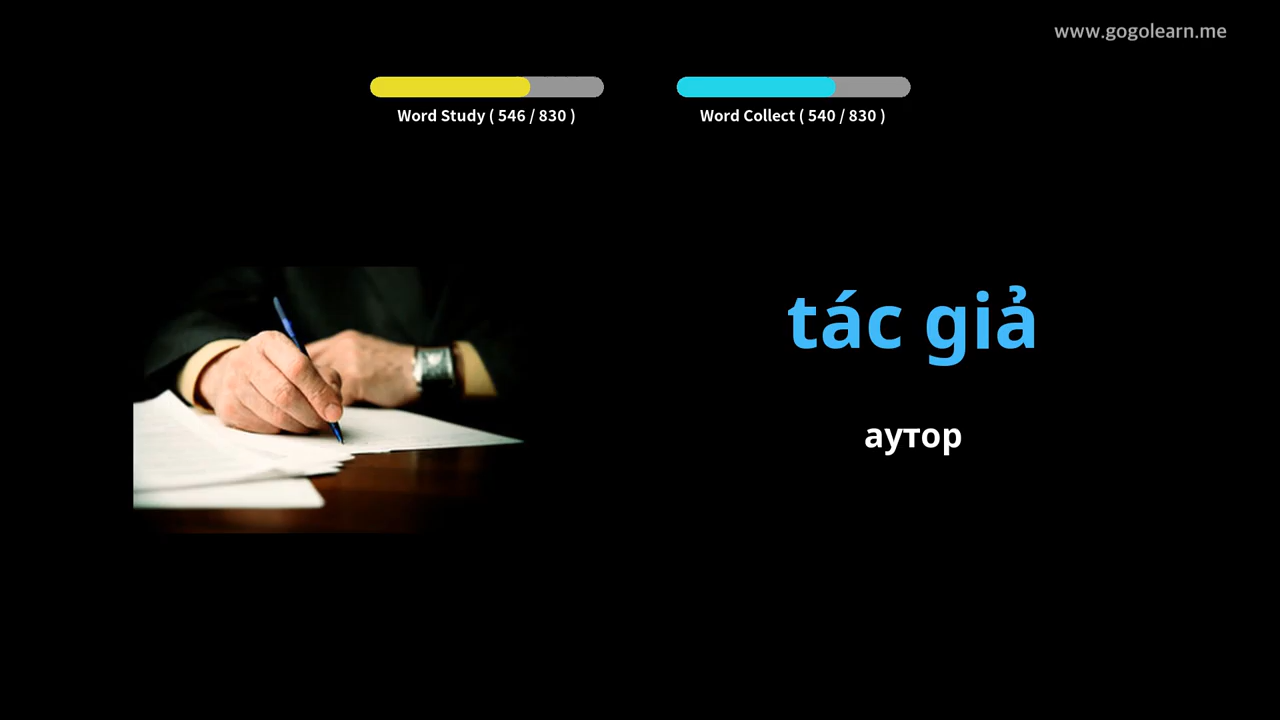 www.gogolearn.me
Word Study ( 546 / 830 )
Word Collect ( 540 / 830 )
tác giả
аутор